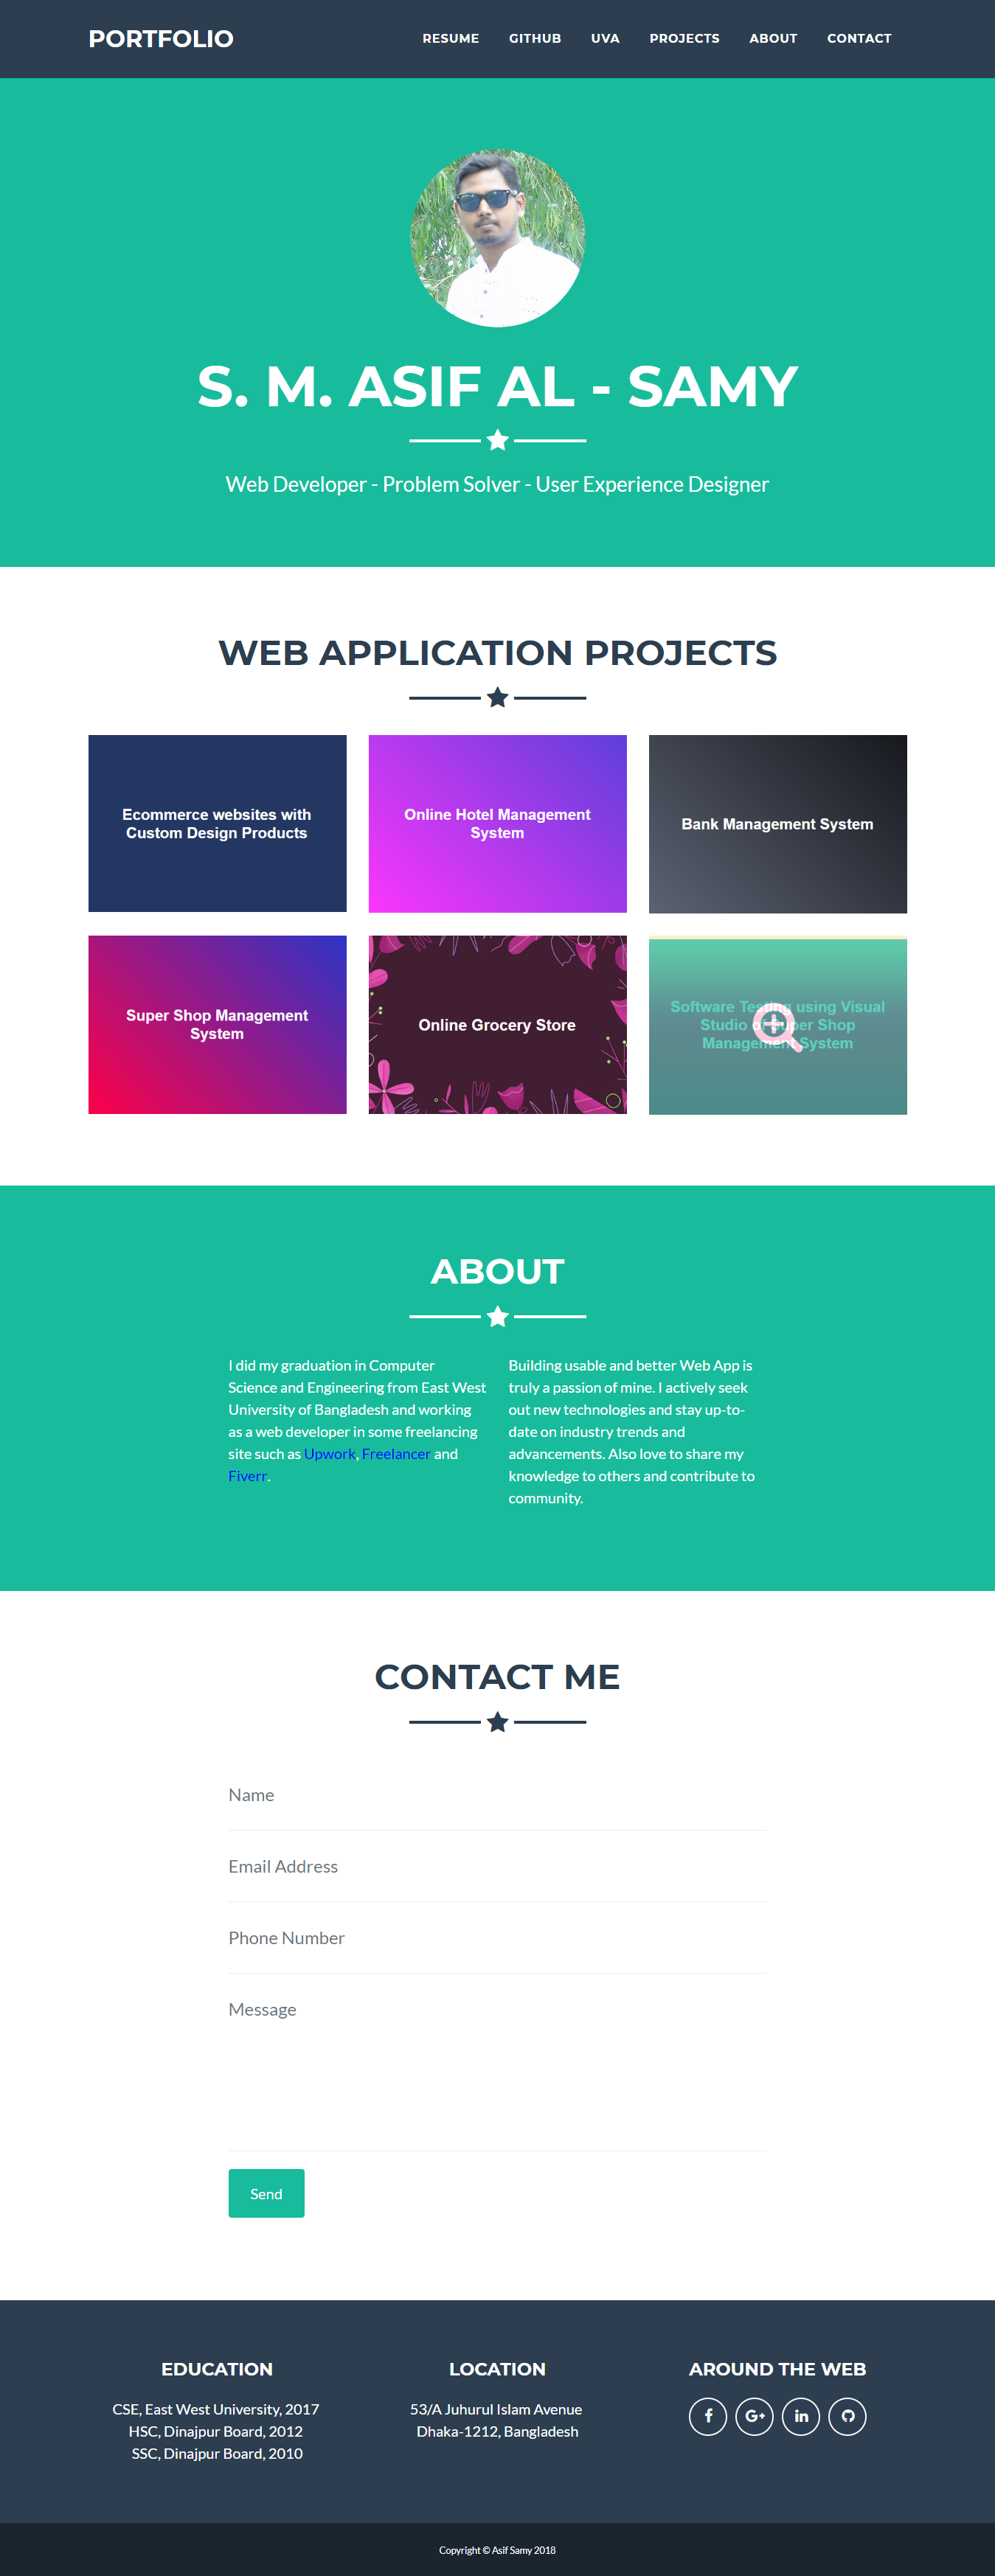 PORTFOLIO
RESUME GITHUB UVA PROJECTS ABOUT CONTACT
S. M. ASIF AL - SAMY
Web Developer - Problem Solver - User Experience Designer
WEB APPLICATION PROJECTS
Ecommerce websites with
Custom Design Products
Online Hotel Management
System
Bank Management System
Super Shop Management
System
Online Grocery Store
Software Testing using Visual
Studio of Super Shop
Management System
ABOUT
I did my graduation in Computer
Science and Engineering from East West
University of Bangladesh and working
as a web developer in some freelancing
site such as Upwork, Freelancer and
Fiverr.
Building usable and better Web App is
truly a passion of mine. I actively seek
out new technologies and stay up-to-
date on industry trends and
advancements. Also love to share my
knowledge to others and contribute to
community.
CONTACT ME
Name
Email Address
Phone Number
Message
Send
EDUCATION
CSE, East West University, 2017
HSC, Dinajpur Board, 2012
SSC, Dinajpur Board, 2010
LOCATION
53/A Juhurul Islam Avenue
Dhaka-1212, Bangladesh
AROUND THE WEB
Copyright © Asif Samy 2018